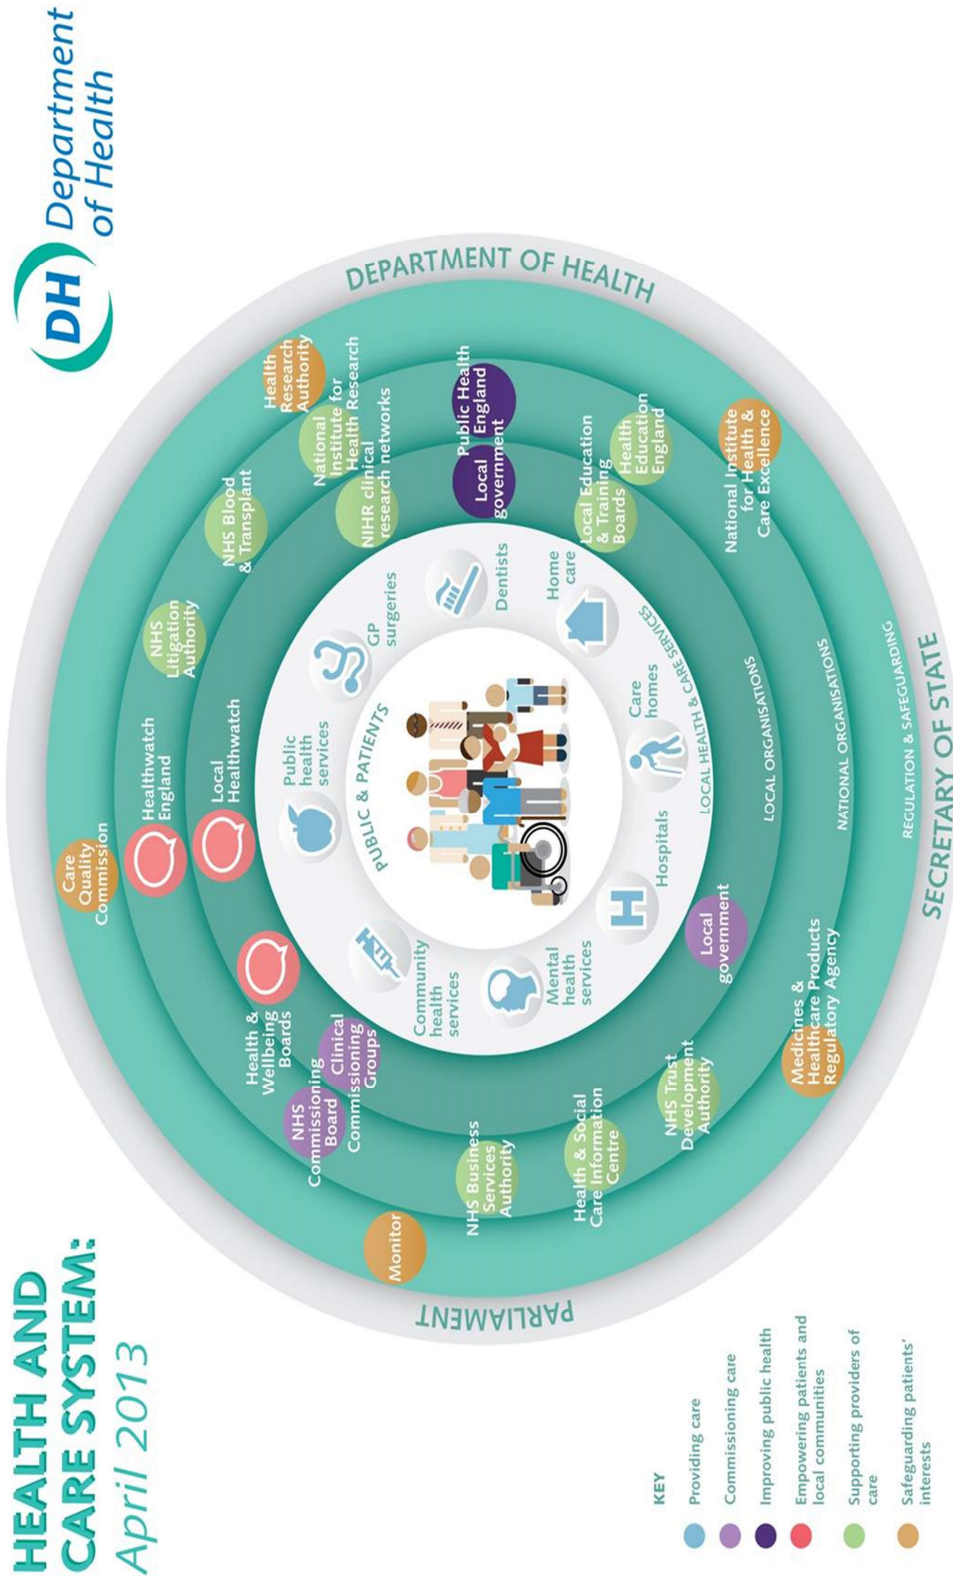 HEALTH AND
CARE SYSTEM:
April 2013
DH Department
of Health
DEPARTMENT OF HEALTH
PARLIAMENT
SECRETARY OF STATE
REGULATION & SAFEGUARDING
NATIONAL ORGANISATIONS
LOCAL ORGANISATIONS
LOCAL HEALTH & CARE SERVICES
PUBLIC & PATIENTS
Care
Quality
Commission
Health
Research
Authority
National Institute
for Health &
Care Excellence
Medicines &
Healthcare Products
Regulatory Agency
Monitor
Healthwatch
England
NHS
Litigation
Authority
NHS Blood
& Transplant
National
Institute for
Health Research
Public Health
England
Health
Education
England
NHS Trust
Development
Authority
Health & Social
Care Information
Centre
NHS Business
Services
Authority
NHS
Commissioning
Board
Local
Healthwatch
NIHR clinical
research networks
Local
government
Local Education
& Training
Boards
Local
government
Clinical
Commissioning
Groups
Health &
Wellbeing
Boards
Public
health
services
GP
surgeries
Dentists
Home
care
Care
homes
Hospitals
Mental
health
services
Community
health
services
H
KEY
Providing care
Commissioning care
Improving public health
Empowering patients and
local communities
Supporting providers of
care
Safeguarding patients'
interests